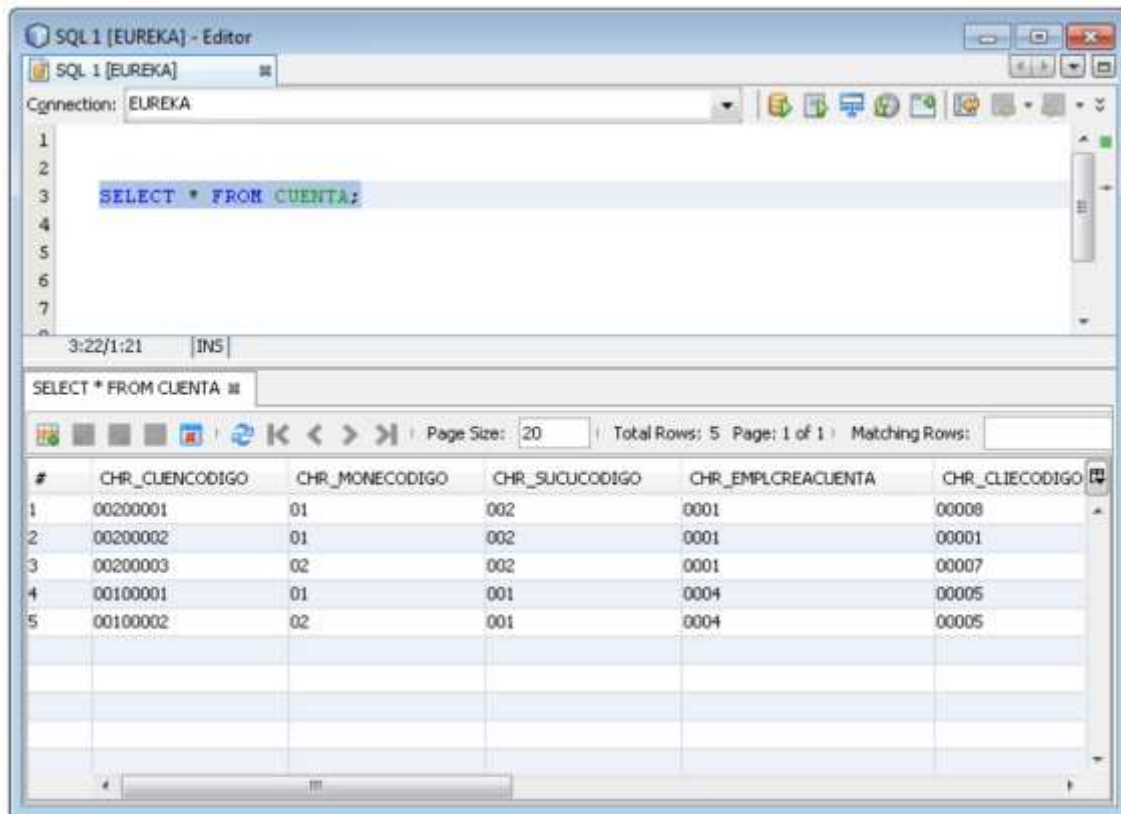 SQL 1 [EUREKA] - Editor
SQL 1 [EUREKA]
Connection: EUREKA
1
2
3 SELECT * FROM CUENTA;
4
5
6
7
3:22/1:21 INS
SELECT * FROM CUENTA
Page Size: 20 Total Rows: 5 Page: 1 of 1 Matching Rows:
# CHR_CUENCODIGO CHR_MONECODIGO CHR_SUCUCODIGO CHR_EMPLCREACUENTA CHR_CLIECODIGO
1 00200001 01 002 0001 00008
2 00200002 01 002 0001 00001
3 00200003 02 002 0001 00007
4 00100001 01 001 0004 00005
5 00100002 02 001 0004 00005